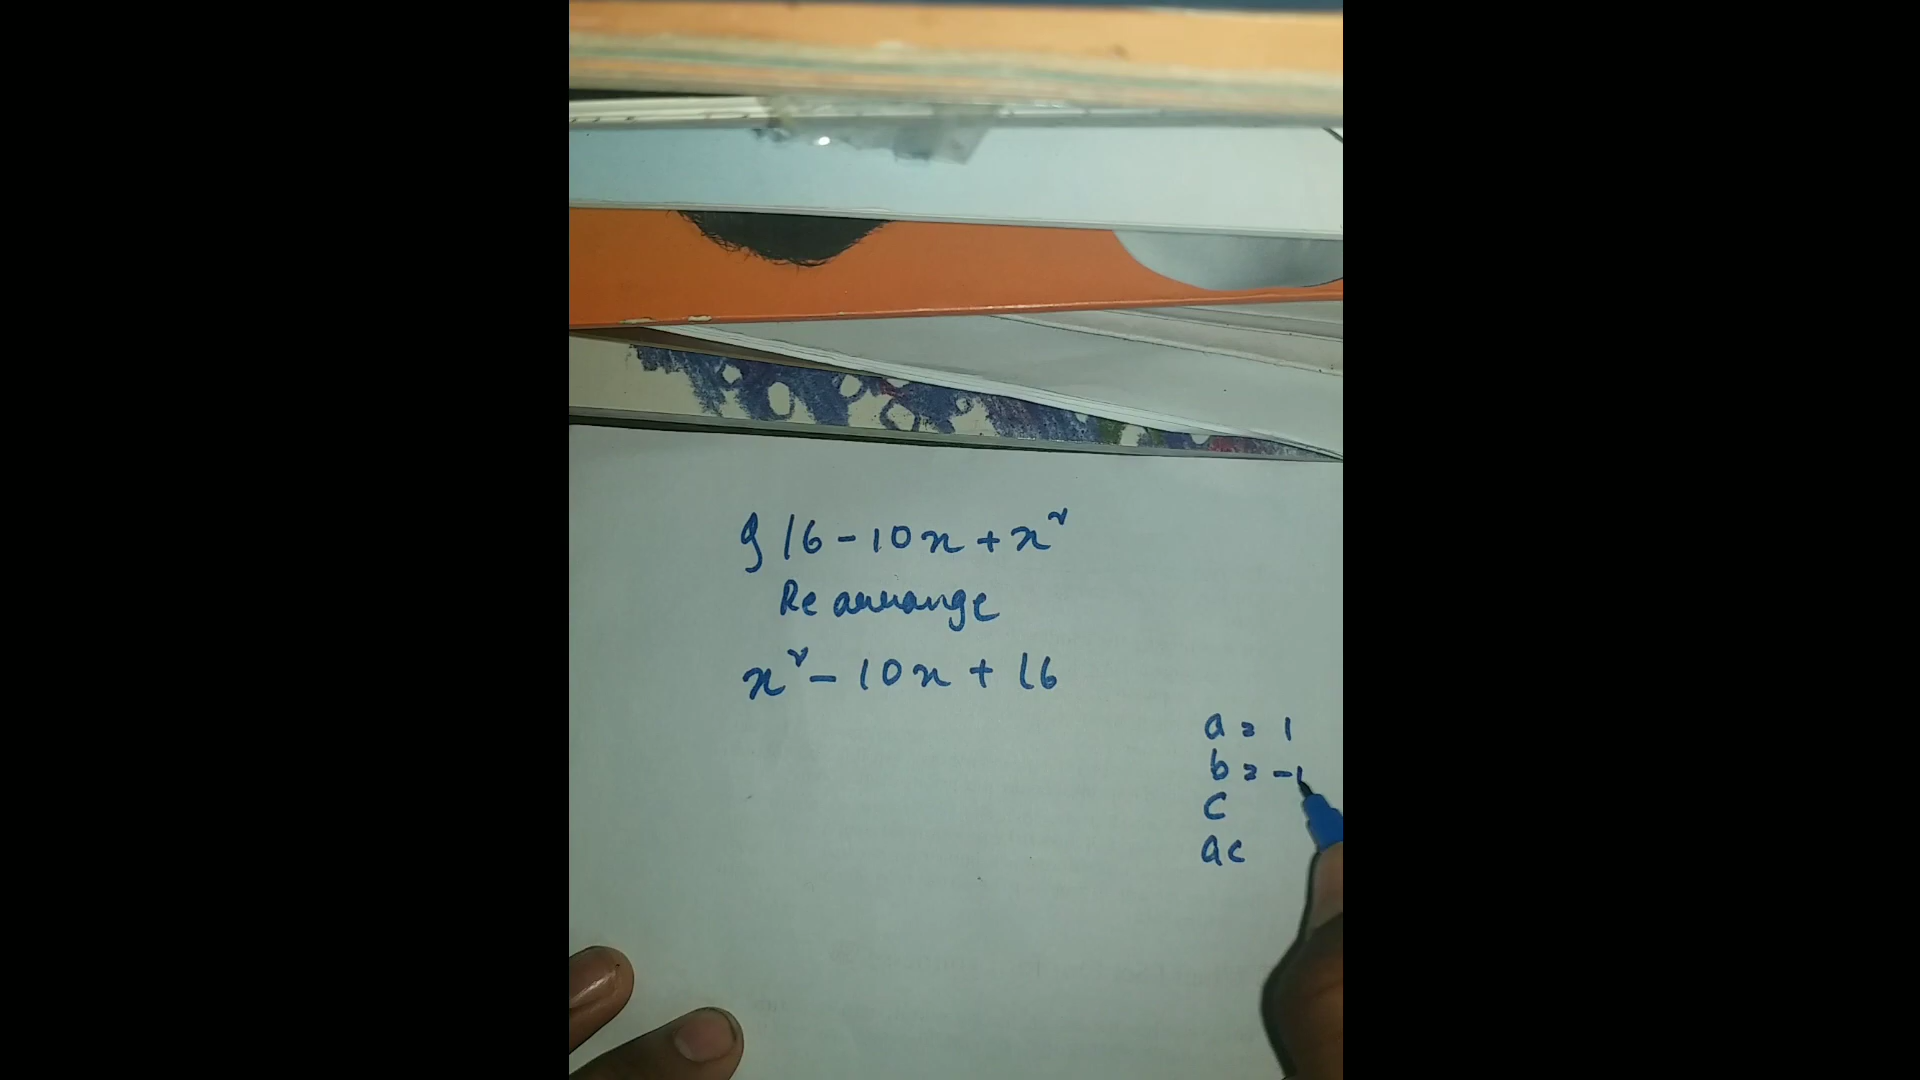 g 16 - 10x + x²
Re arrange
x² - 10x + 16
a = 1
b = -1
c
ac